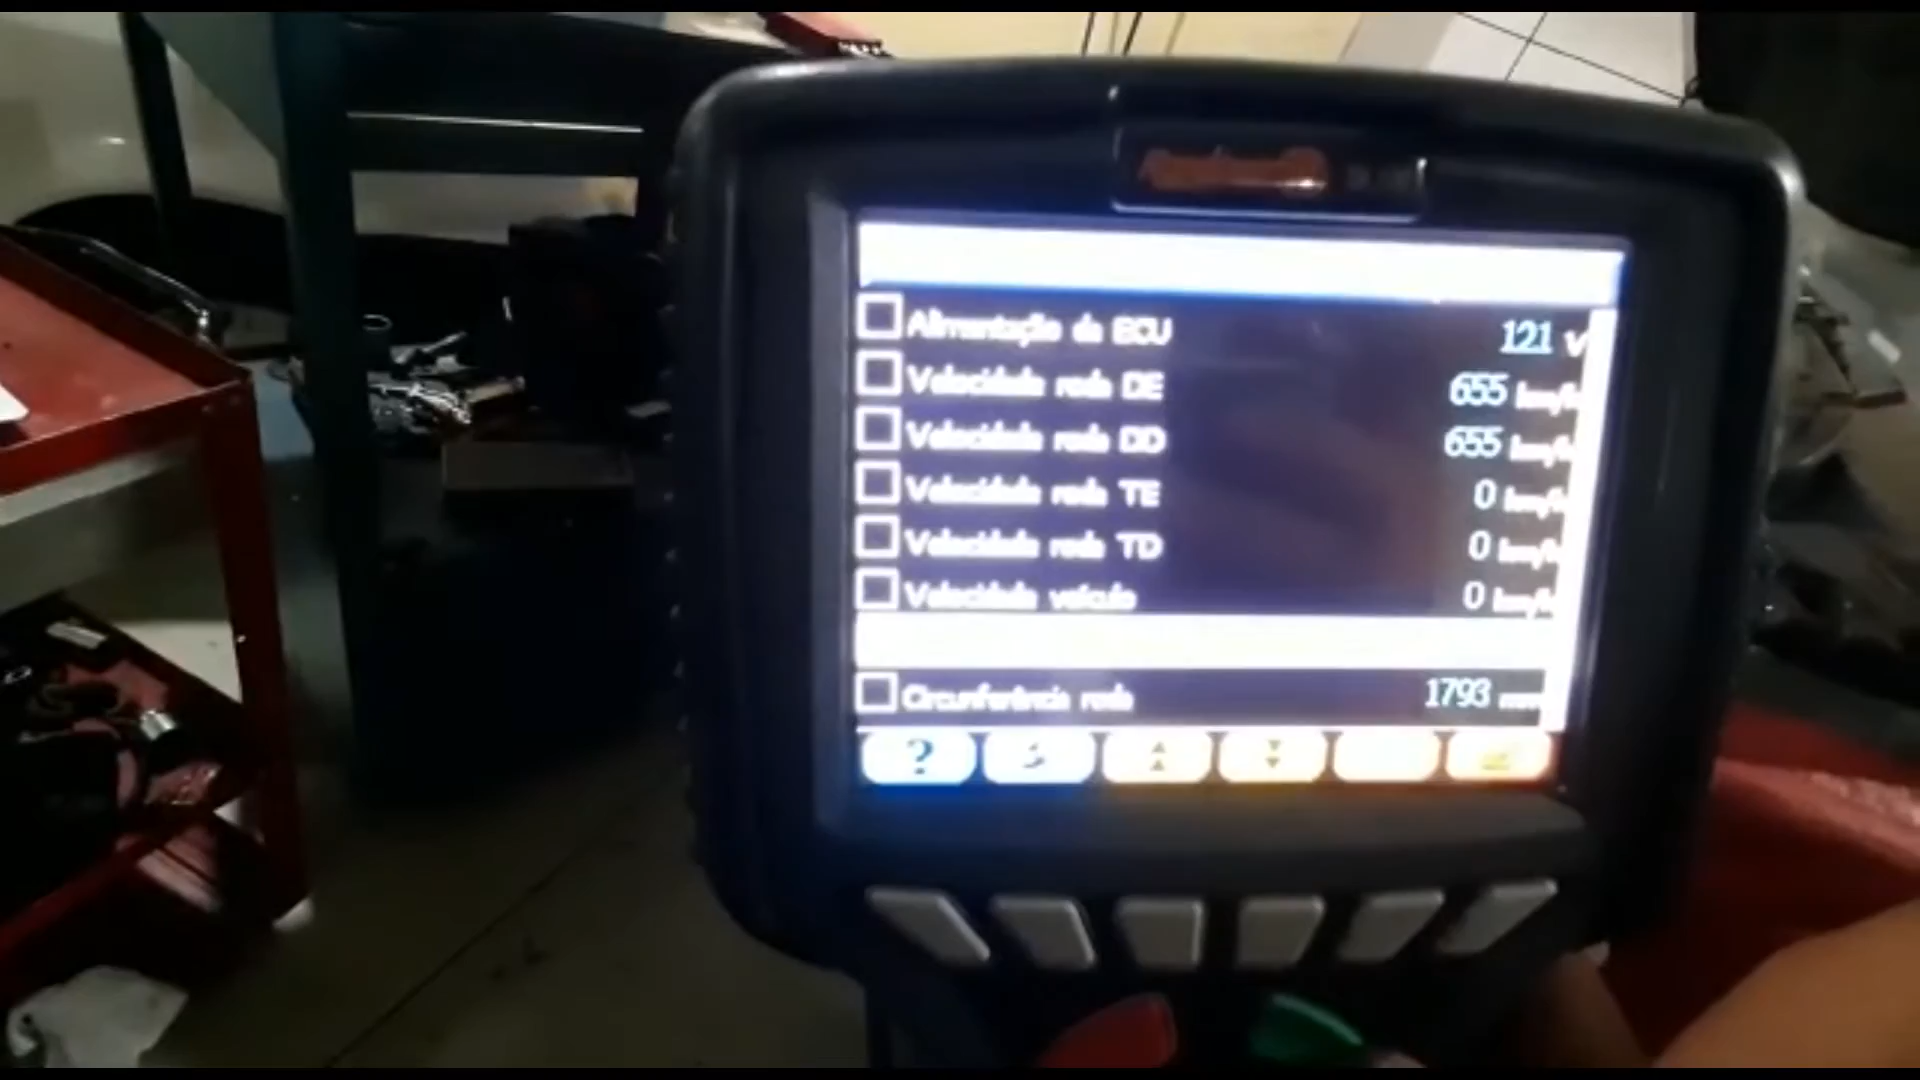 Alimentação da ECU 121 V
Velocidade roda DE 655 km/h
Velocidade roda DD 655 km/h
Velocidade roda TE 0 km/h
Velocidade roda TD 0 km/h
Velocidade veículo 0 km/h
Circunferência roda 1793 mm
?